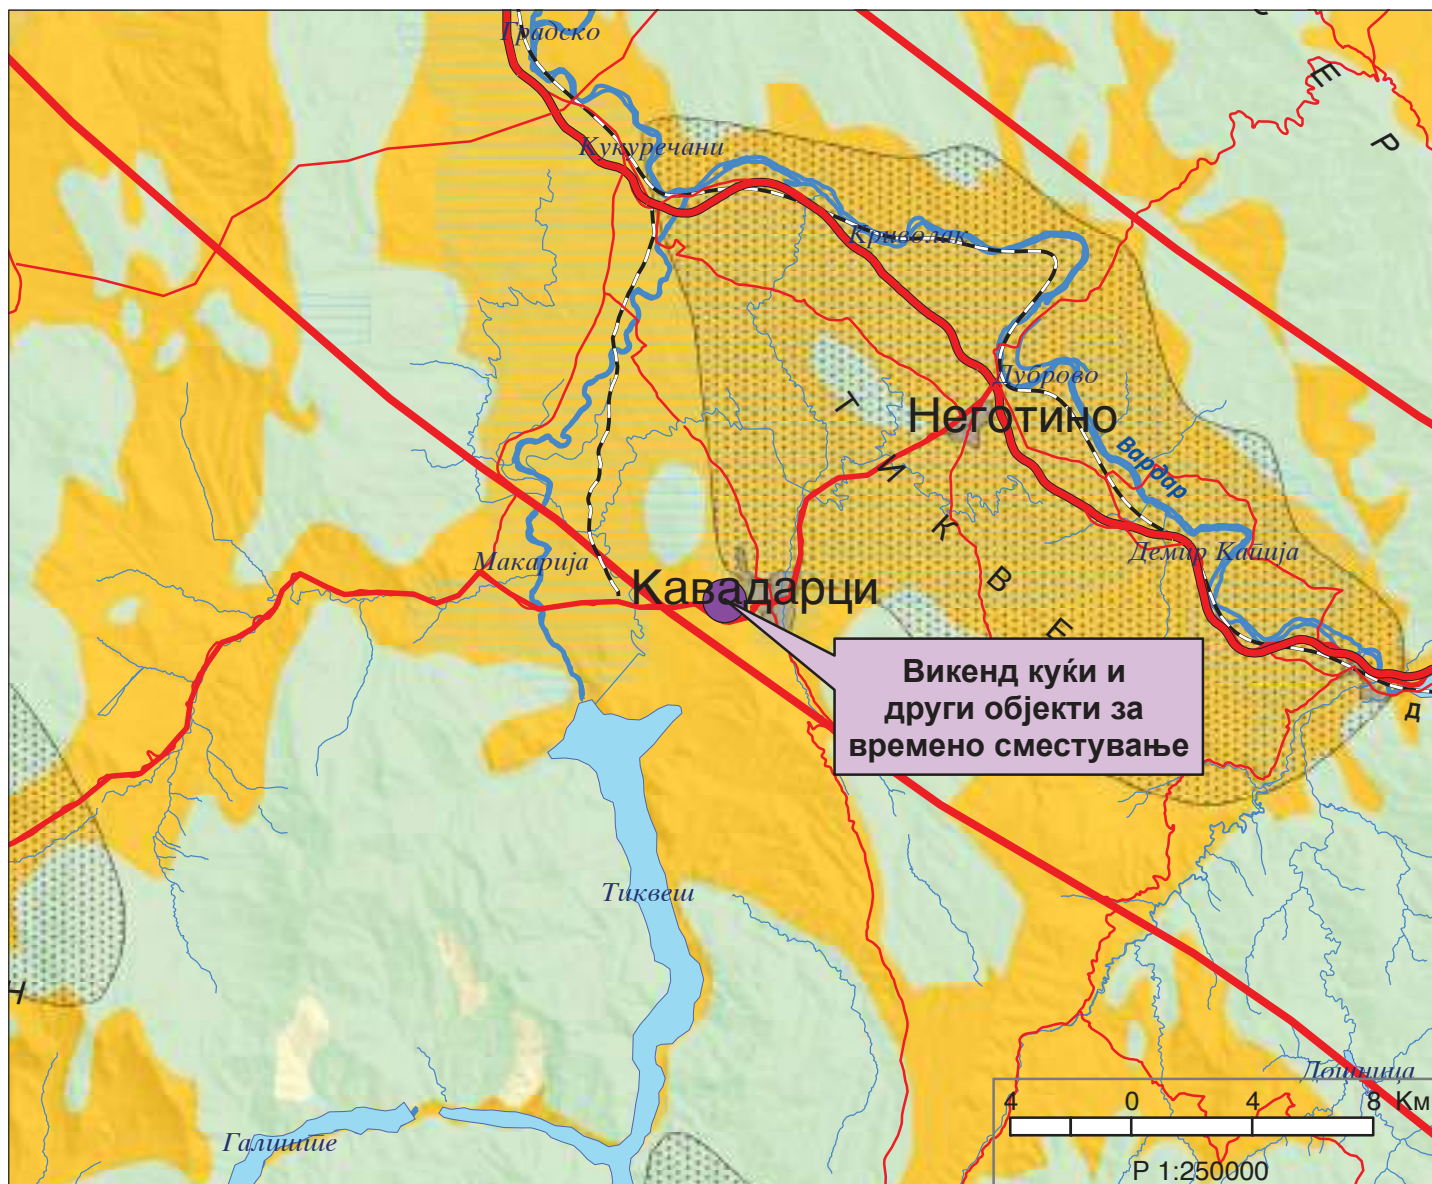 Градско
Кукуречани
Криволак
Дуброво
Неготино
Вардар
Демир Капија
Макарија
Кавадарци
Т
И
К
В
Е
Е
Р
Викенд куќи и
други објекти за
времено сместување
Д
Тиквеш
Н
Дошница
Галишше
4 0 4 8 Км
Р 1:250000